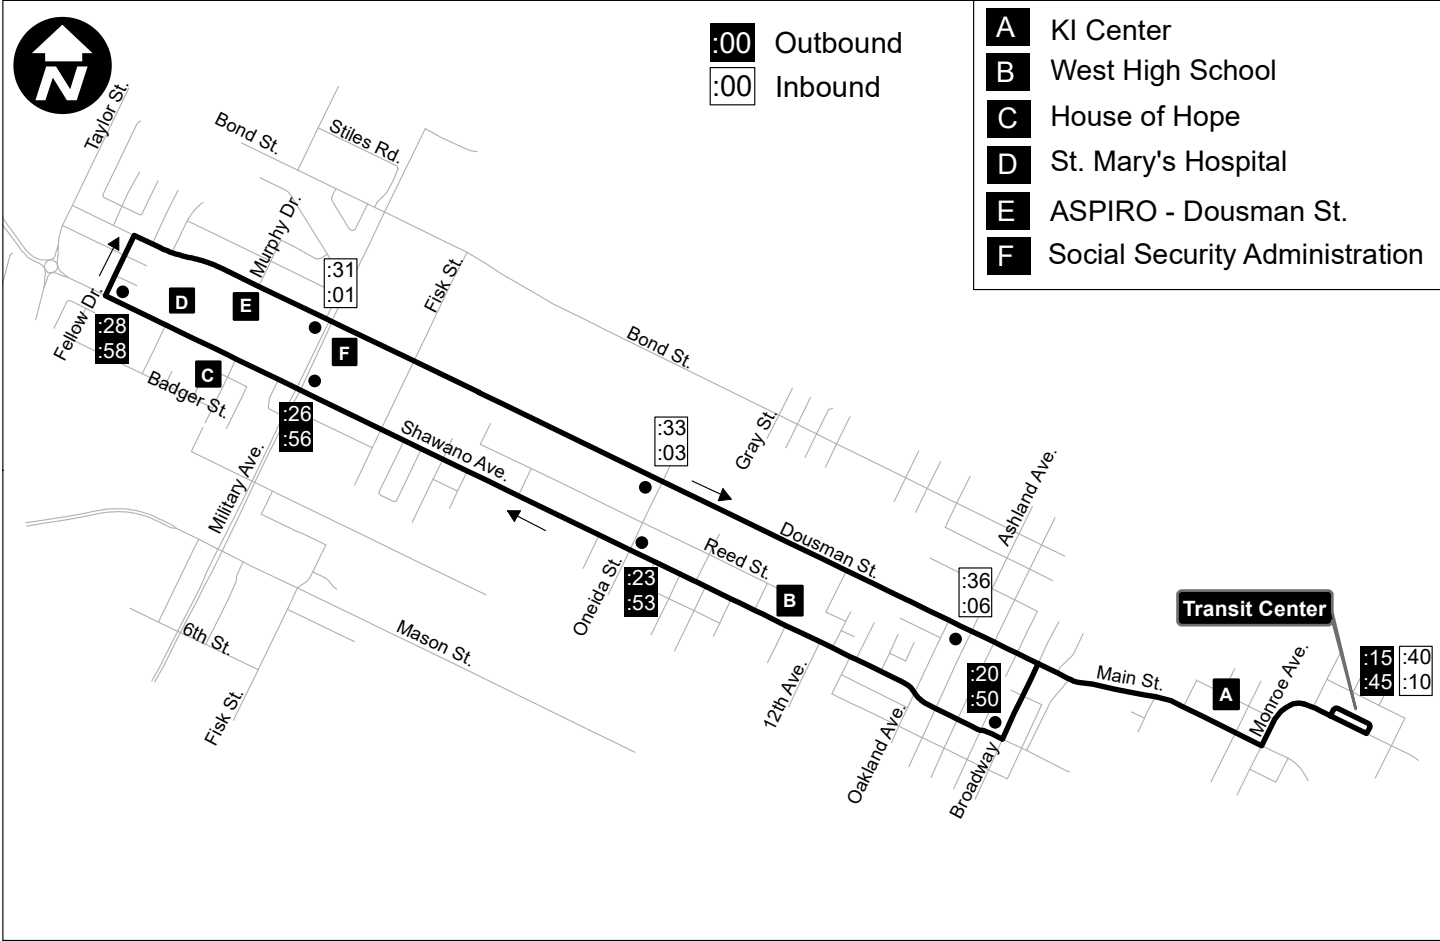 N
:00 Outbound
:00 Inbound
A KI Center
B West High School
C House of Hope
D St. Mary's Hospital
E ASPIRO - Dousman St.
F Social Security Administration
Taylor St.
Bond St.
Stiles Rd.
Murphy Dr.
Fisk St.
:31
:01
D
E
F
C
Fellow Dr.
:28
:58
Badger St.
:26
:56
Bond St.
Gray St.
:33
:03
Shawano Ave.
Military Ave.
Ashland Ave.
Dousman St.
Reed St.
Oneida St.
:23
:53
B
:36
:06
Transit Center
6th St.
Mason St.
Fisk St.
12th Ave.
Oakland Ave.
:20
:50
Broadway
Main St.
A
Monroe Ave.
:15 :40
:45 :10